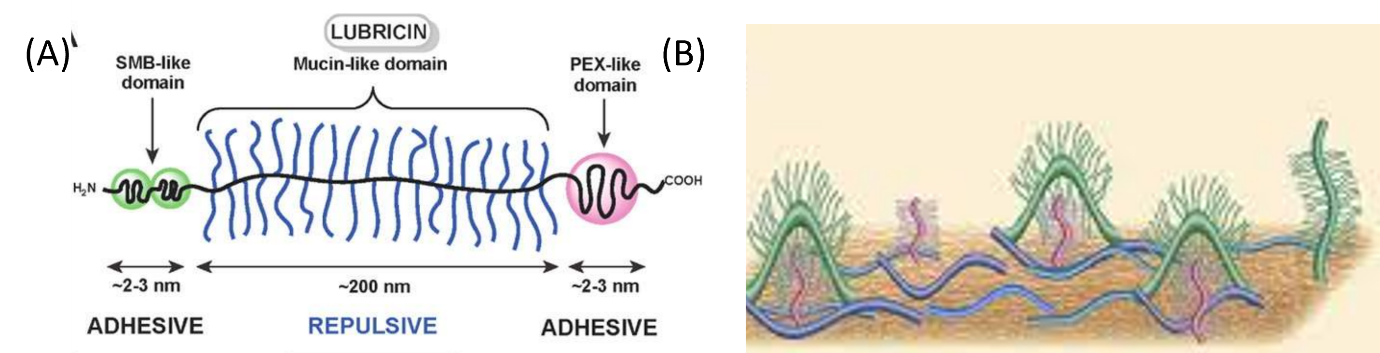 (A)
LUBRICIN
(B)
SMB-like
domain
Mucin-like domain
PEX-like
domain
H₂N
COOH
~2-3 nm
~200 nm
~2-3 nm
ADHESIVE
REPULSIVE
ADHESIVE